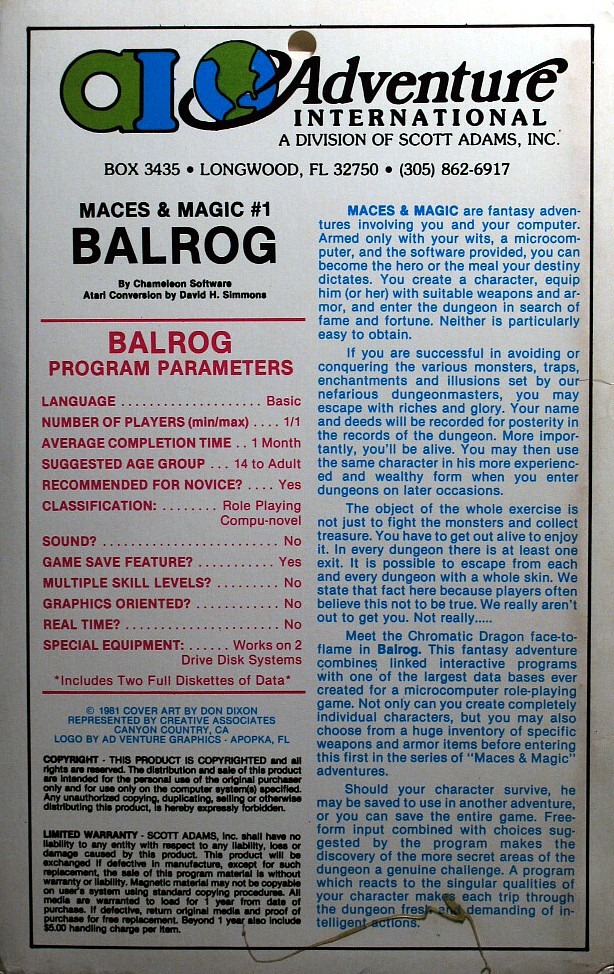 aI Adventure
INTERNATIONAL
A DIVISION OF SCOTT ADAMS, INC.
BOX 3435 • LONGWOOD, FL 32750 • (305) 862-6917
MACES & MAGIC #1
BALROG
By Chameleon Software
Atari Conversion by David H. Simmons
BALROG
PROGRAM PARAMETERS
LANGUAGE .................... Basic
NUMBER OF PLAYERS (min/max) .... 1/1
AVERAGE COMPLETION TIME .. 1 Month
SUGGESTED AGE GROUP ... 14 to Adult
RECOMMENDED FOR NOVICE? .... Yes
CLASSIFICATION: ........ Role Playing
Compu-novel
SOUND? .......................... No
GAME SAVE FEATURE? ........... Yes
MULTIPLE SKILL LEVELS? ......... No
GRAPHICS ORIENTED? ............ No
REAL TIME? ...................... No
SPECIAL EQUIPMENT: ...... Works on 2
Drive Disk Systems
*Includes Two Full Diskettes of Data*
© 1981 COVER ART BY DON DIXON
REPRESENTED BY CREATIVE ASSOCIATES
CANYON COUNTRY, CA
LOGO BY AD VENTURE GRAPHICS - APOPKA, FL
COPYRIGHT - THIS PRODUCT IS COPYRIGHTED and all
rights are reserved. The distribution and sale of this product
are intended for the personal use of the original purchaser
only and for use only on the computer system(s) specified.
Any unauthorized copying, duplicating, selling or otherwise
distributing this product, is hereby expressly forbidden.
LIMITED WARRANTY - SCOTT ADAMS, Inc. shall have no
liability to any entity with respect to any liability, loss or
damage caused by this product. This product will be
exchanged if defective in manufacture, except for such
replacement, the sale of this program material is without
warranty or liability. Magnetic material may not be copyable
on user's system using standard copying procedures. All
media are warranted to load for 1 year from date of
purchase. If defective, return original media and proof of
purchase for free replacement. Beyond 1 year also include
$5.00 handling charge per item.
MACES & MAGIC are fantasy adven-
tures involving you and your computer.
Armed only with your wits, a microcom-
puter, and the software provided, you can
become the hero or the meal your destiny
dictates. You create a character, equip
him (or her) with suitable weapons and ar-
mor, and enter the dungeon in search of
fame and fortune. Neither is particularly
easy to obtain.
If you are successful in avoiding or
conquering the various monsters, traps,
enchantments and illusions set by our
nefarious dungeonmasters, you may
escape with riches and glory. Your name
and deeds will be recorded for posterity in
the records of the dungeon. More impor-
tantly, you'll be alive. You may then use
the same character in his more experienc-
ed and wealthy form when you enter
dungeons on later occasions.
The object of the whole exercise is
not just to fight the monsters and collect
treasure. You have to get out alive to enjoy
it. In every dungeon there is at least one
exit. It is possible to escape from each
and every dungeon with a whole skin. We
state that fact here because players often
believe this not to be true. We really aren't
out to get you. Not really.....
Meet the Chromatic Dragon face-to-
flame in Balrog. This fantasy adventure
combines linked interactive programs
with one of the largest data bases ever
created for a microcomputer role-playing
game. Not only can you create completely
individual characters, but you may also
choose from a huge inventory of specific
weapons and armor items before entering
this first in the series of "Maces & Magic"
adventures.
Should your character survive, he
may be saved to use in another adventure,
or you can save the entire game. Free-
form input combined with choices sug-
gested by the program makes the
discovery of the more secret areas of the
dungeon a genuine challenge. A program
which reacts to the singular qualities of
your character makes each trip through
the dungeon fresh and demanding of in-
telligent actions.